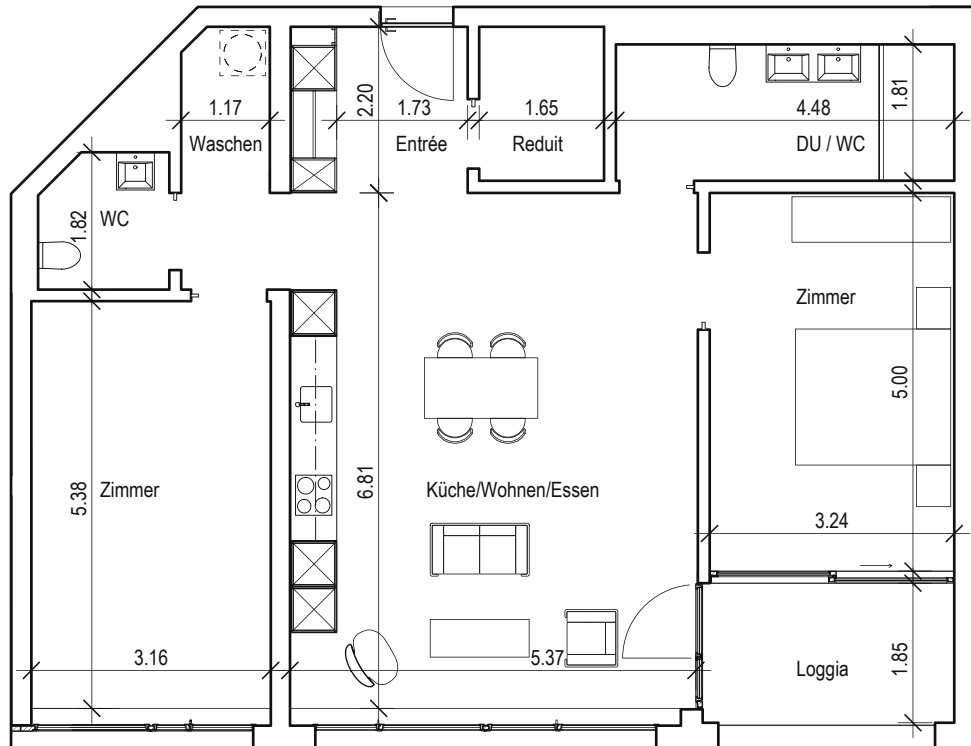 1.17
Waschen
2.20
1.73
Entrée
1.65
Reduit
4.48
DU / WC
1.81
1.82
WC
Zimmer
5.00
5.38
Zimmer
6.81
Küche/Wohnen/Essen
3.24
3.16
5.37
Loggia
1.85